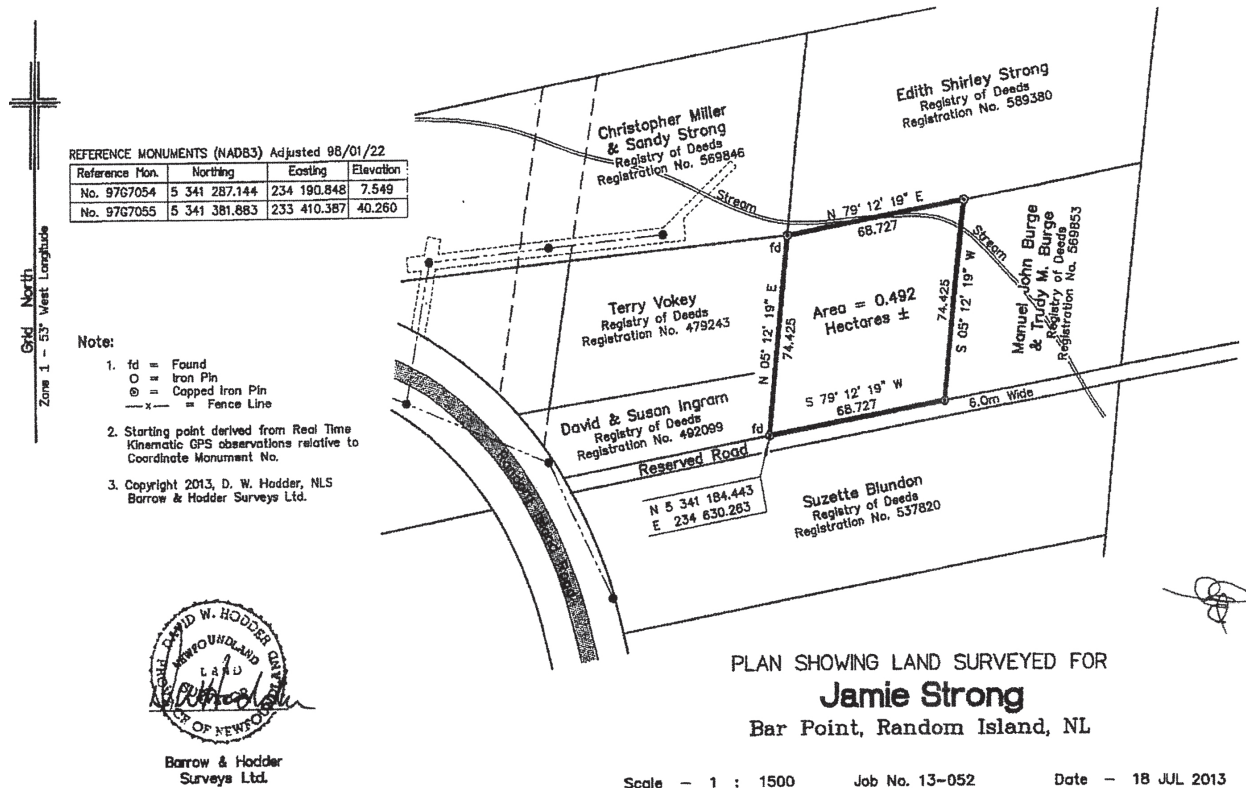 Grid North
Zone 1 - 53° West Longitude
REFERENCE MONUMENTS (NAD83) Adjusted 98/01/22
Reference Mon. Northing Easting Elevation
No. 97G7054 5 341 287.144 234 190.848 7.549
No. 97G7055 5 341 381.883 233 410.387 40.260
Note:
1. fd = Found
O = Iron Pin
⊙ = Capped Iron Pin
—x— = Fence Line
2. Starting point derived from Real Time
Kinematic GPS observations relative to
Coordinate Monument No.
3. Copyright 2013, D. W. Hodder, NLS
Barrow & Hodder Surveys Ltd.
Christopher Miller
& Sandy Strong
Registry of Deeds
Registration No. 569846
Edith Shirley Strong
Registry of Deeds
Registration No. 589380
Stream
N 79° 12' 19" E
68.727
fd
Stream
Manuel John Burge
& Trudy M. Burge
Registry of Deeds
Registration No. 569853
Terry Vokey
Registry of Deeds
Registration No. 479243
N 05° 12' 19" E
74.425
Area = 0.492
Hectares ±
74.425
S 05° 12' 19" W
S 79° 12' 19" W
68.727
6.0m Wide
David & Susan Ingram
Registry of Deeds
Registration No. 492099
fd
Reserved Road
N 5 341 184.443
E 234 630.263
Suzette Blundon
Registry of Deeds
Registration No. 537820
DAVID W. HODDER
PROVINCE OF NEWFOUNDLAND
NEWFOUNDLAND
LAND
SURVEYOR
Barrow & Hodder
Surveys Ltd.
PLAN SHOWING LAND SURVEYED FOR
Jamie Strong
Bar Point, Random Island, NL
Scale - 1 : 1500 Job No. 13-052 Date - 18 JUL 2013